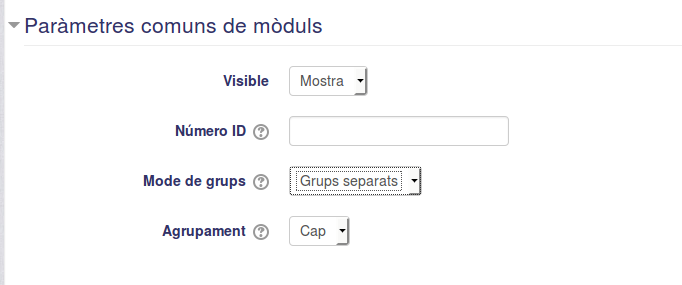 Paràmetres comuns de mòduls
Visible Mostra
Número ID
Mode de grups Grups separats
Agrupament Cap